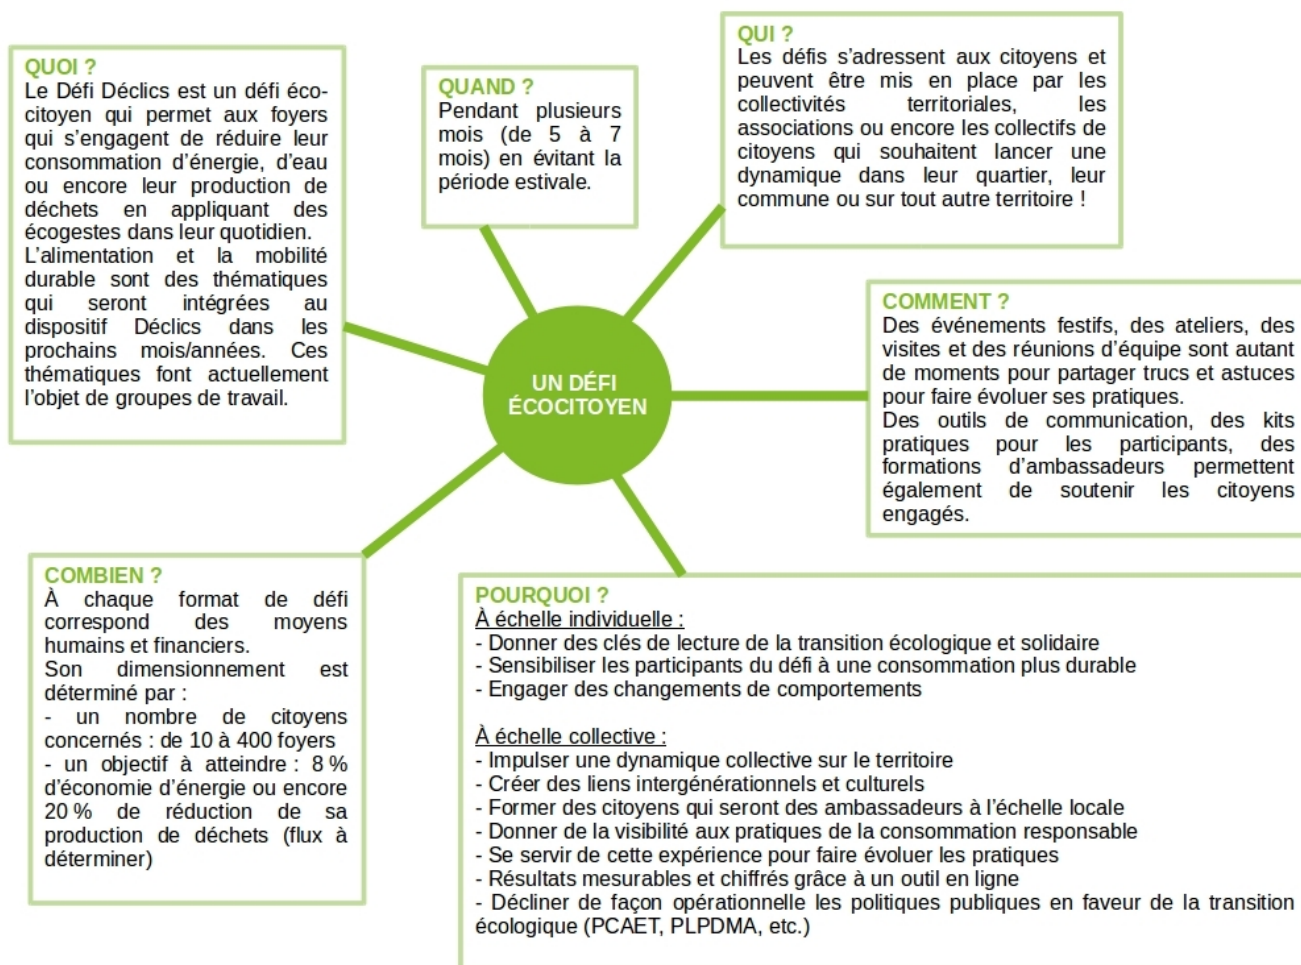 QUOI ?
Le Défi Déclics est un défi éco-
citoyen qui permet aux foyers
qui s’engagent de réduire leur
consommation d’énergie, d’eau
ou encore leur production de
déchets en appliquant des
écogestes dans leur quotidien.
L’alimentation et la mobilité
durable sont des thématiques
qui seront intégrées au
dispositif Déclics dans les
prochains mois/années. Ces
thématiques font actuellement
l’objet de groupes de travail.
QUAND ?
Pendant plusieurs
mois (de 5 à 7
mois) en évitant la
période estivale.
QUI ?
Les défis s’adressent aux citoyens et
peuvent être mis en place par les
collectivités territoriales, les
associations ou encore les collectifs de
citoyens qui souhaitent lancer une
dynamique dans leur quartier, leur
commune ou sur tout autre territoire !
UN DÉFI
ÉCOCITOYEN
COMMENT ?
Des événements festifs, des ateliers, des
visites et des réunions d’équipe sont autant
de moments pour partager trucs et astuces
pour faire évoluer ses pratiques.
Des outils de communication, des kits
pratiques pour les participants, des
formations d’ambassadeurs permettent
également de soutenir les citoyens
engagés.
COMBIEN ?
À chaque format de défi
correspond des moyens
humains et financiers.
Son dimensionnement est
déterminé par :
- un nombre de citoyens
concernés : de 10 à 400 foyers
- un objectif à atteindre : 8 %
d’économie d’énergie ou encore
20 % de réduction de sa
production de déchets (flux à
déterminer)
POURQUOI ?
À échelle individuelle :
- Donner des clés de lecture de la transition écologique et solidaire
- Sensibiliser les participants du défi à une consommation plus durable
- Engager des changements de comportements
À échelle collective :
- Impulser une dynamique collective sur le territoire
- Créer des liens intergénérationnels et culturels
- Former des citoyens qui seront des ambassadeurs à l’échelle locale
- Donner de la visibilité aux pratiques de la consommation responsable
- Se servir de cette expérience pour faire évoluer les pratiques
- Résultats mesurables et chiffrés grâce à un outil en ligne
- Décliner de façon opérationnelle les politiques publiques en faveur de la transition
écologique (PCAET, PLPDMA, etc.)